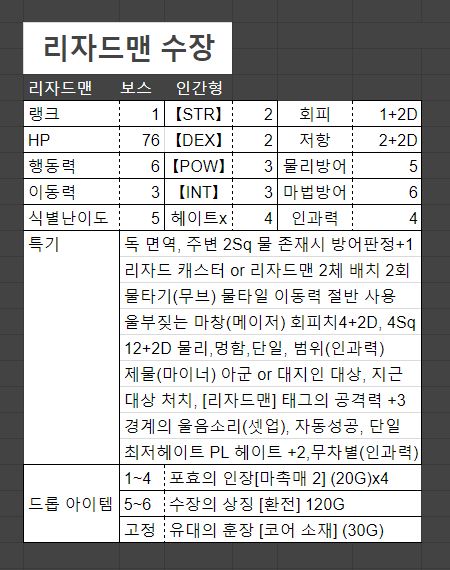 리자드맨 수장
리자드맨 보스 인간형
랭크 1 【STR】 2 회피 1+2D
HP 76 【DEX】 2 저항 2+2D
행동력 6 【POW】 3 물리방어 5
이동력 3 【INT】 3 마법방어 6
식별난이도 5 헤이트x 4 인과력 4
특기 독 면역, 주변 2Sq 물 존재시 방어판정+1
리자드 캐스터 or 리자드맨 2체 배치 2회
물타기(무브) 물타일 이동력 절반 사용
울부짖는 마창(메이저) 회피치4+2D, 4Sq
12+2D 물리,명함,단일, 범위(인과력)
제물(마이너) 아군 or 대지인 대상, 지근
대상 처치, [리자드맨] 태그의 공격력 +3
경계의 울음소리(셋업), 자동성공, 단일
최저헤이트 PL 헤이트 +2,무차별(인과력)
드롭 아이템 1~4 포효의 인장[마촉매 2] (20G)x4
5~6 수장의 상징 [환전] 120G
고정 유대의 훈장 [코어 소재] (30G)